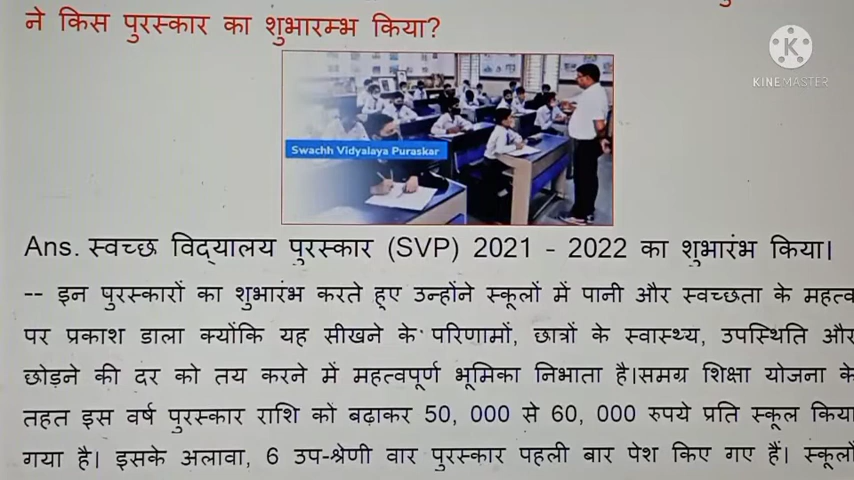 ने किस पुरस्कार का शुभारम्भ किया?
K
KINEMASTER
Swachh Vidyalaya Puraskar
Ans. स्वच्छ विद्यालय पुरस्कार (SVP) 2021 - 2022 का शुभारंभ किया।
-- इन पुरस्कारों का शुभारंभ करते हुए उन्होंने स्कूलों में पानी और स्वच्छता के महत्व
पर प्रकाश डाला क्योंकि यह सीखने के परिणामों, छात्रों के स्वास्थ्य, उपस्थिति और
छोड़ने की दर को तय करने में महत्वपूर्ण भूमिका निभाता है।समग्र शिक्षा योजना के
तहत इस वर्ष पुरस्कार राशि को बढ़ाकर 50, 000 से 60, 000 रुपये प्रति स्कूल किया
गया है। इसके अलावा, 6 उप-श्रेणी वार पुरस्कार पहली बार पेश किए गए हैं। स्कूलों